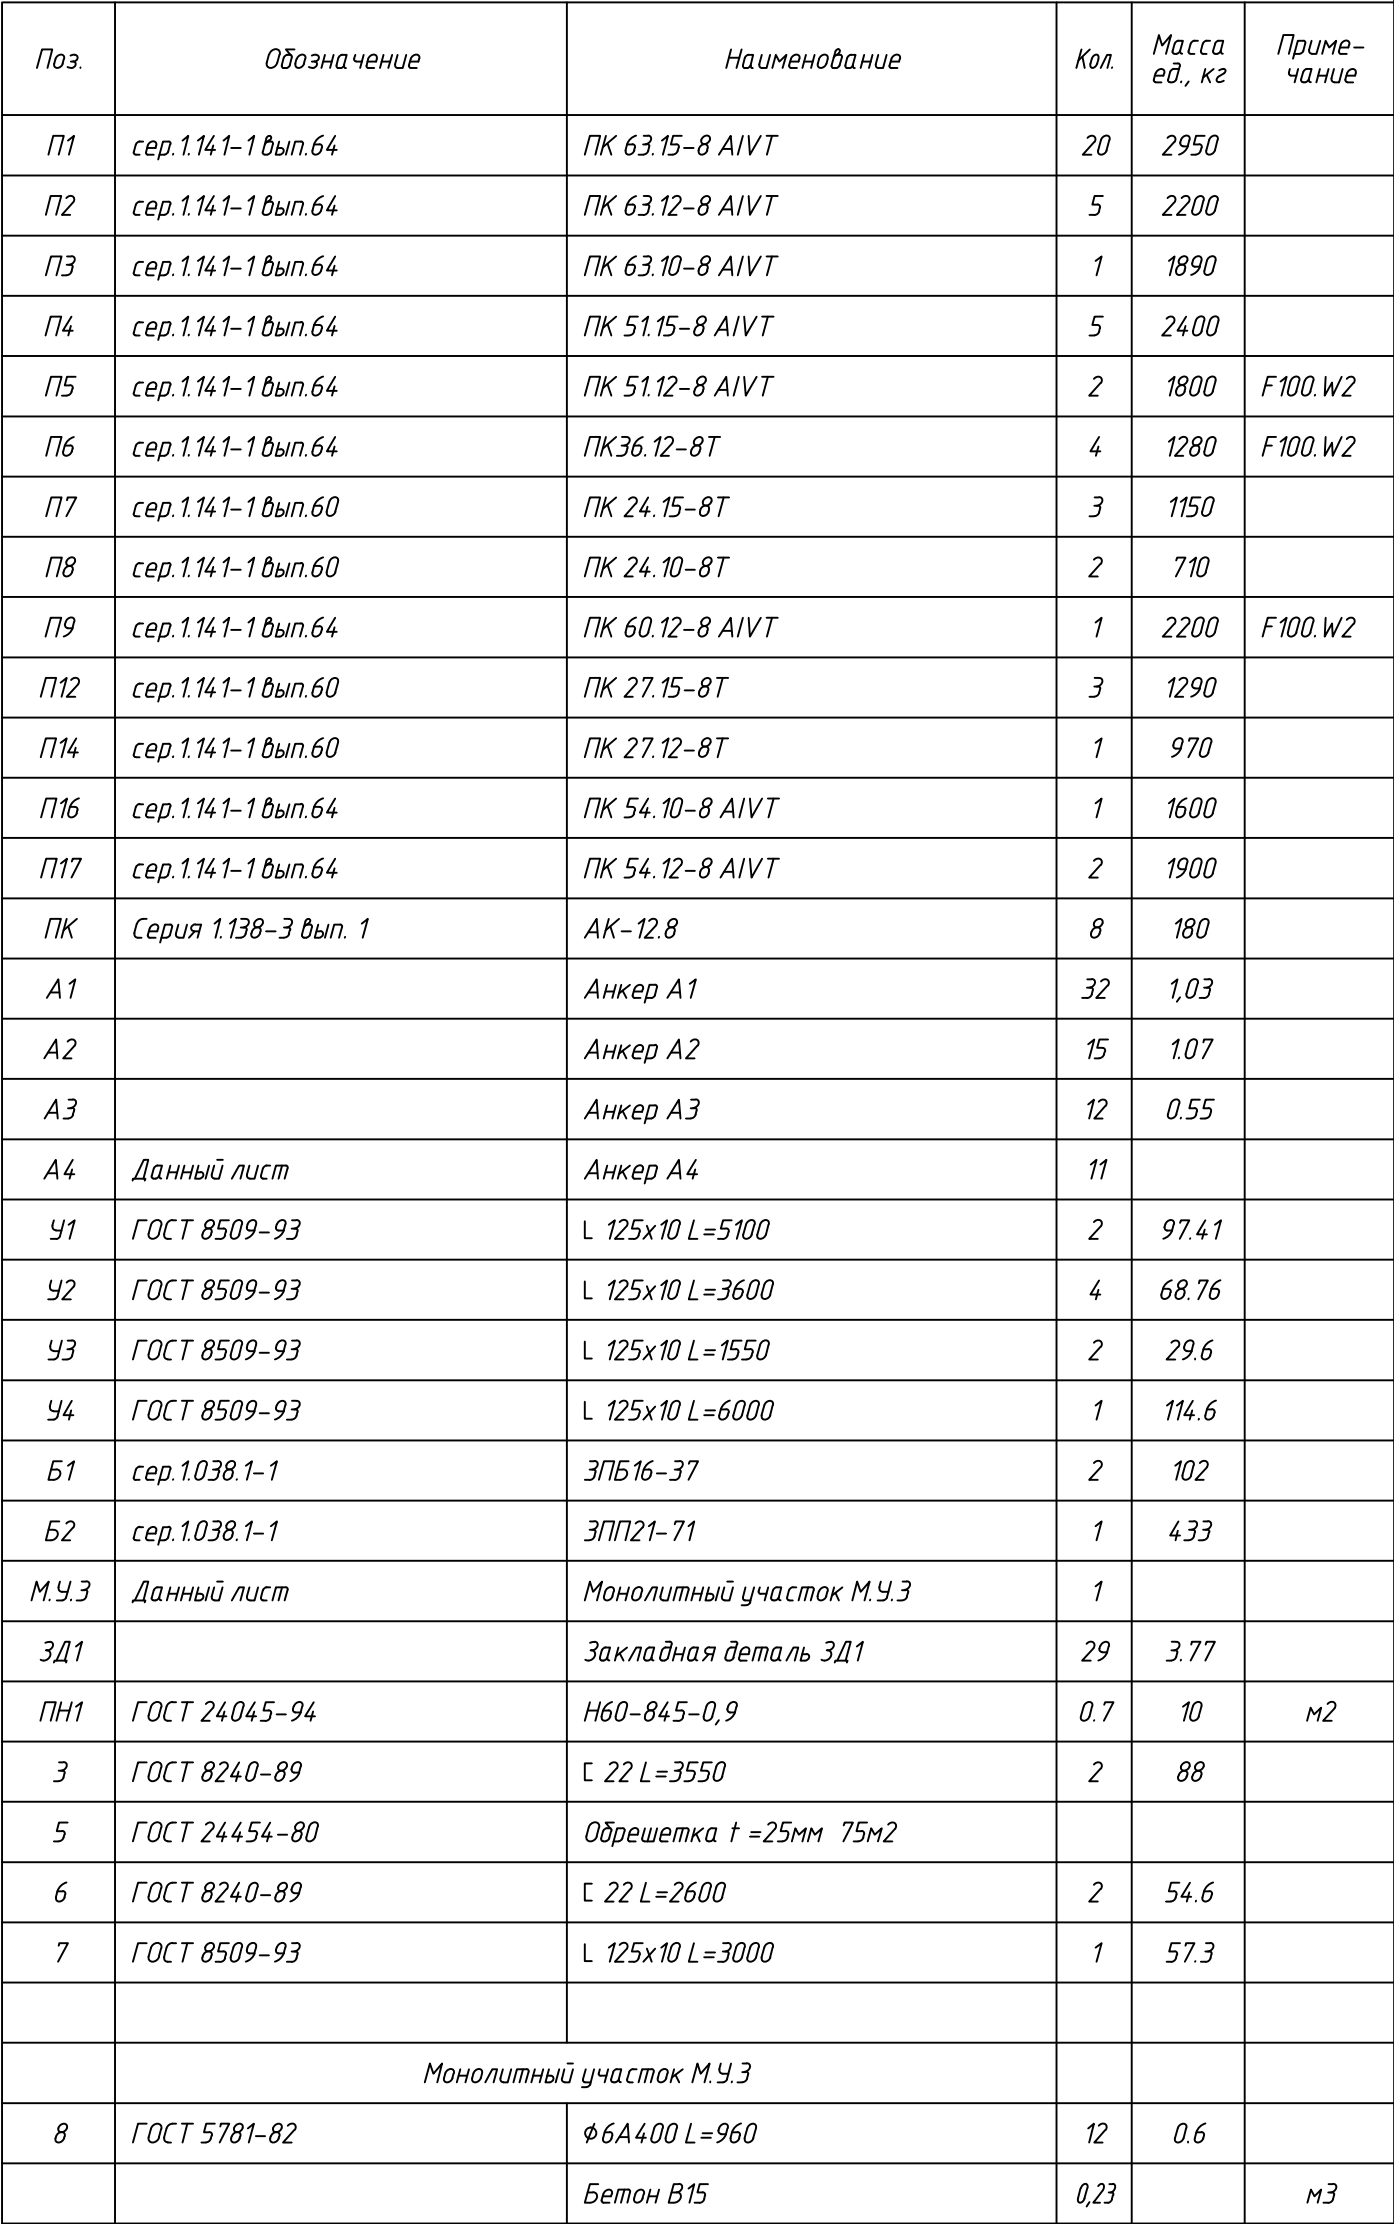 Поз. Обозначение Наименование Кол. Масса ед., кг Приме-чание
П1 сер.1.141-1 вып.64 ПК 63.15-8 АIVТ 20 2950
П2 сер.1.141-1 вып.64 ПК 63.12-8 АIVТ 5 2200
П3 сер.1.141-1 вып.64 ПК 63.10-8 АIVТ 1 1890
П4 сер.1.141-1 вып.64 ПК 51.15-8 АIVТ 5 2400
П5 сер.1.141-1 вып.64 ПК 51.12-8 АIVТ 2 1800 F100.W2
П6 сер.1.141-1 вып.64 ПК36.12-8Т 4 1280 F100.W2
П7 сер.1.141-1 вып.60 ПК 24.15-8Т 3 1150
П8 сер.1.141-1 вып.60 ПК 24.10-8Т 2 710
П9 сер.1.141-1 вып.64 ПК 60.12-8 АIVТ 1 2200 F100.W2
П12 сер.1.141-1 вып.60 ПК 27.15-8Т 3 1290
П14 сер.1.141-1 вып.60 ПК 27.12-8Т 1 970
П16 сер.1.141-1 вып.64 ПК 54.10-8 АIVТ 1 1600
П17 сер.1.141-1 вып.64 ПК 54.12-8 АIVТ 2 1900
ПК Серия 1.138-3 вып. 1 АК-12.8 8 180
А1 Анкер А1 32 1,03
А2 Анкер А2 15 1.07
А3 Анкер А3 12 0.55
А4 Данный лист Анкер А4 11
У1 ГОСТ 8509-93 L 125х10 L=5100 2 97.41
У2 ГОСТ 8509-93 L 125х10 L=3600 4 68.76
У3 ГОСТ 8509-93 L 125х10 L=1550 2 29.6
У4 ГОСТ 8509-93 L 125х10 L=6000 1 114.6
Б1 сер.1.038.1-1 3ПБ16-37 2 102
Б2 сер.1.038.1-1 3ПП21-71 1 433
М.У.3 Данный лист Монолитный участок М.У.3 1
ЗД1 Закладная деталь ЗД1 29 3.77
ПН1 ГОСТ 24045-94 Н60-845-0,9 0.7 10 м2
3 ГОСТ 8240-89 [ 22 L=3550 2 88
5 ГОСТ 24454-80 Обрешетка t =25мм 75м2
6 ГОСТ 8240-89 [ 22 L=2600 2 54.6
7 ГОСТ 8509-93 L 125х10 L=3000 1 57.3
Монолитный участок М.У.3
8 ГОСТ 5781-82 ϕ6А400 L=960 12 0.6
Бетон В15 0,23 м3